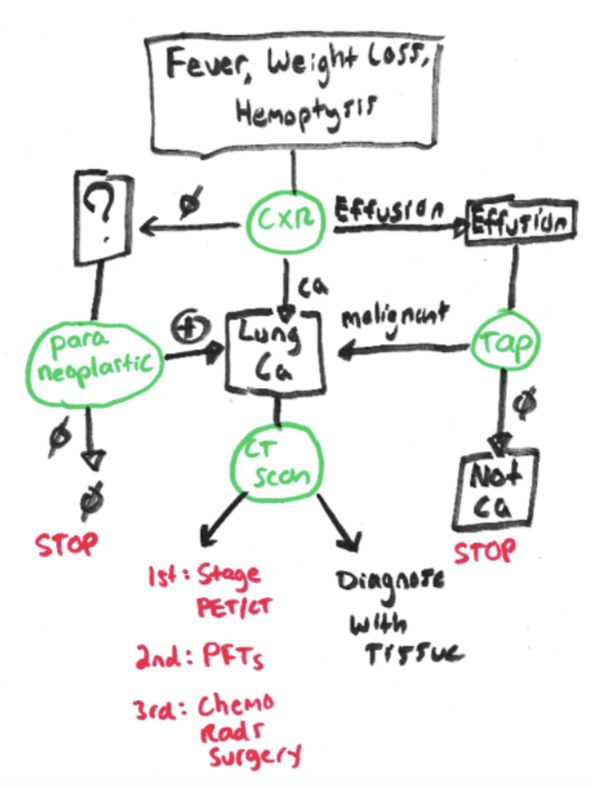 Fever, Weight Loss,
Hemoptysis
?
Ø
CXR
Effusion
Effusion
ca
para
neoplastic
+
Lung
Ca
malignant
Tap
Ø
Ø
CT
Scan
Ø
Not
Ca
STOP
STOP
1st: Stage
PET/CT
2nd: PFTs
3rd: Chemo
Rads
Surgery
Diagnose
with
Tissue